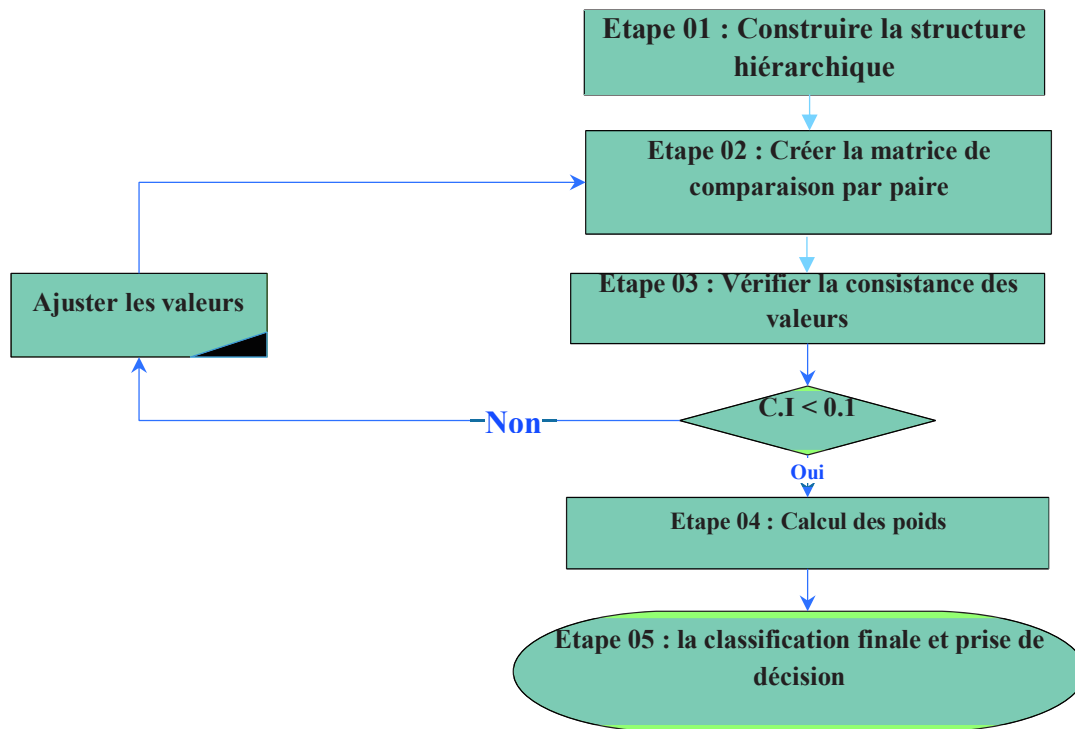 Etape 01 : Construire la structure
hiérarchique
Etape 02 : Créer la matrice de
comparaison par paire
Etape 03 : Vérifier la consistance des
valeurs
Ajuster les valeurs
C.I < 0.1
Non
Oui
Etape 04 : Calcul des poids
Etape 05 : la classification finale et prise de
décision